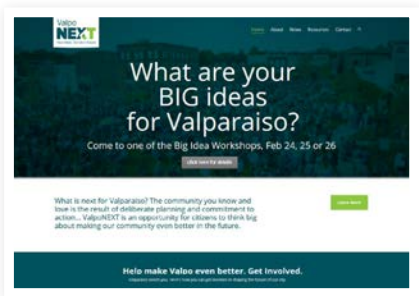 Valpo
NEXT
Home About News Resources Contact
What are your
BIG ideas
for Valparaiso?
Come to one of the Big Idea Workshops, Feb 24, 25 or 26
click here for details
What is next for Valparaiso? The community you know and
love is the result of deliberate planning and commitment to
action... ValpoNEXT is an opportunity for citizens to think big
about making our community even better in the future.
Learn More
Help make Valpo even better. Get Involved.